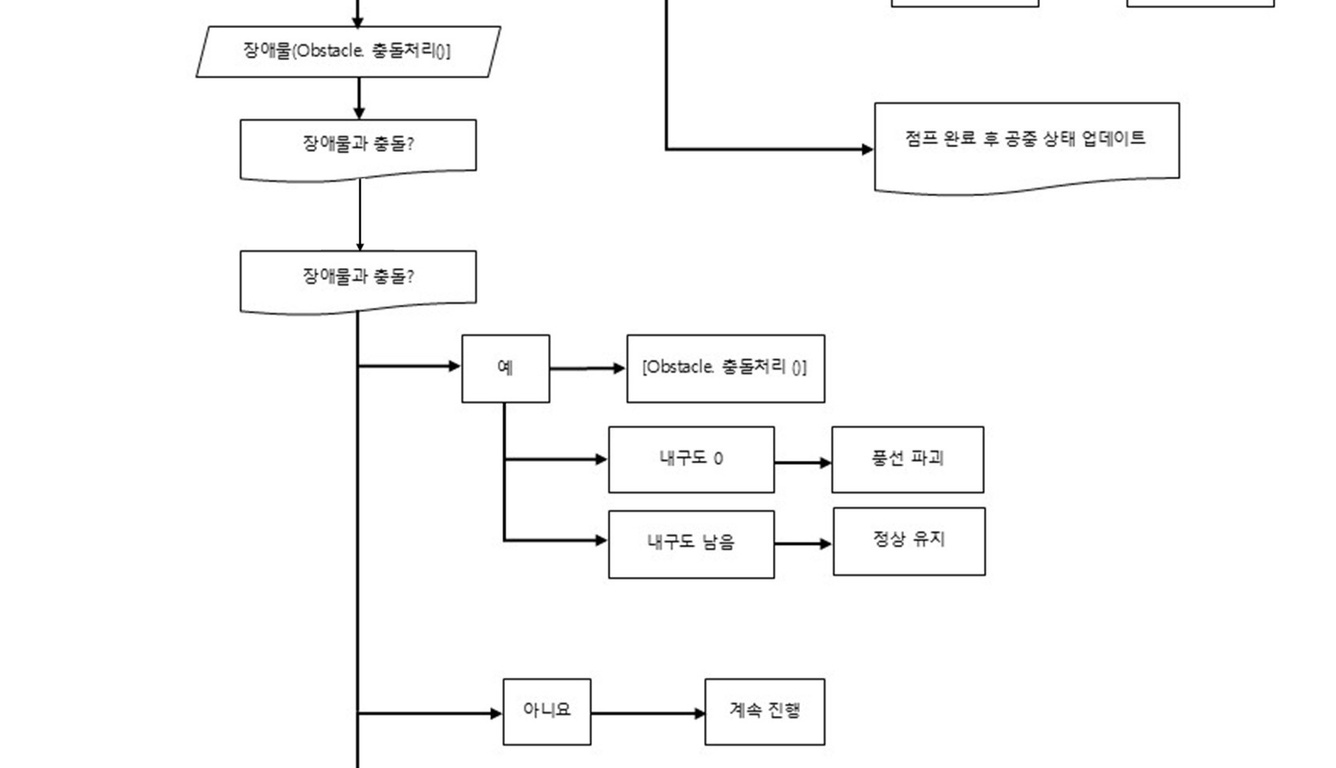 장애물(Obstacle. 충돌처리()]
장애물과 충돌?
점프 완료 후 공중 상태 업데이트
장애물과 충돌?
예
[Obstacle. 충돌처리 ()]
내구도 0
풍선 파괴
내구도 남음
정상 유지
아니요
계속 진행